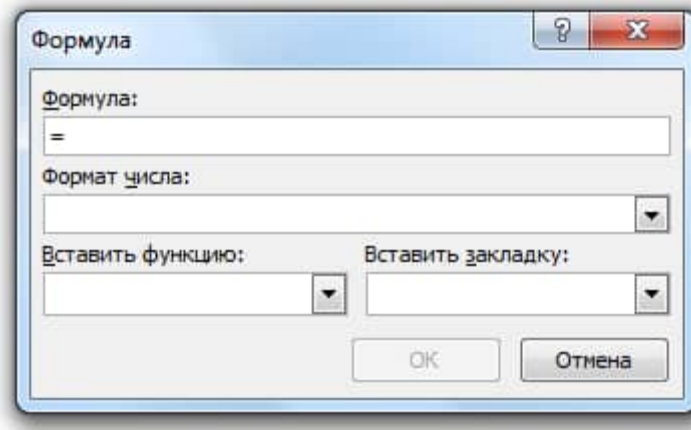 Формула
Формула:
=
Формат числа:
Вставить функцию: Вставить закладку:
ОК Отмена